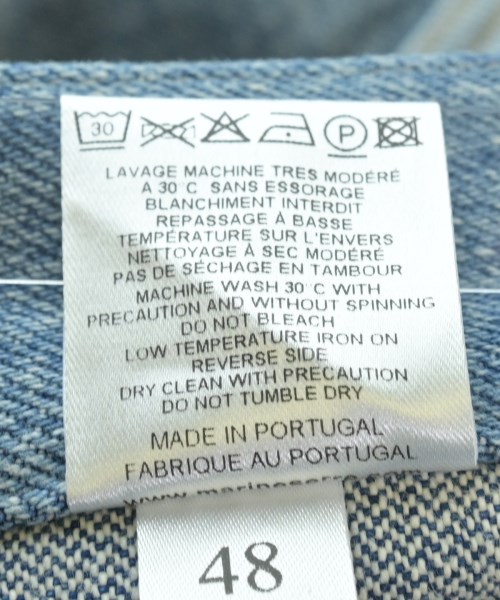 30
LAVAGE MACHINE TRES MODÉRÉ
A 30°C SANS ESSORAGE
BLANCHIMENT INTERDIT
REPASSAGE À BASSE
TEMPÉRATURE SUR L'ENVERS
NETTOYAGE À SEC MODÉRÉ
PAS DE SÉCHAGE EN TAMBOUR
MACHINE WASH 30°C WITH
PRECAUTION AND WITHOUT SPINNING
DO NOT BLEACH
LOW TEMPERATURE IRON ON
REVERSE SIDE
DRY CLEAN WITH PRECAUTION
DO NOT TUMBLE DRY
MADE IN PORTUGAL
FABRIQUE AU PORTUGAL
48